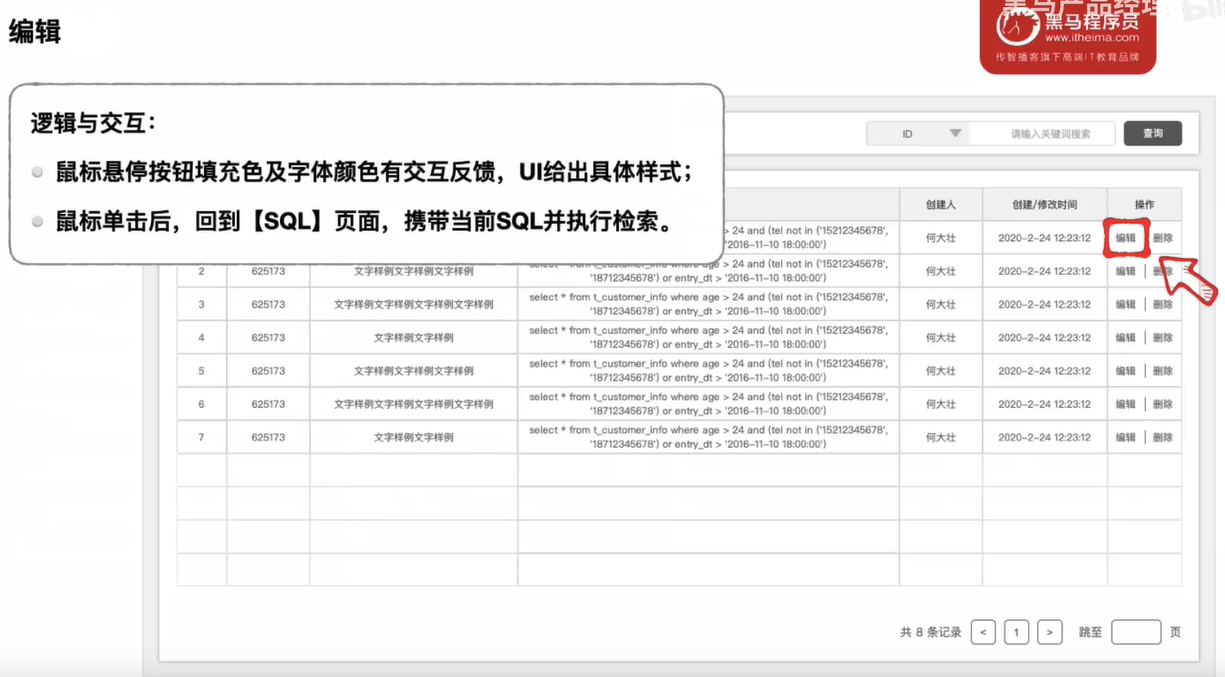 编辑
黑马产品经理
黑马程序员
www.itheima.com
传智播客旗下高端IT教育品牌
逻辑与交互：
鼠标悬停按钮填充色及字体颜色有交互反馈，UI给出具体样式；
鼠标单击后，回到【SQL】页面，携带当前SQL并执行检索。
ID 请输入关键词搜索 查询
创建人 创建/修改时间 操作
> 24 and (tel not in ('15212345678',
'2016-11-10 18:00:00') 何大壮 2020-2-24 12:23:12 编辑 删除
2 625173 文字样例文字样例文字样例 select * from t_customer_info where age > 24 and (tel not in ('15212345678',
'18712345678') or entry_dt > '2016-11-10 18:00:00') 何大壮 2020-2-24 12:23:12 编辑 | 删除
3 625173 文字样例文字样例文字样例文字样例 select * from t_customer_info where age > 24 and (tel not in ('15212345678',
'18712345678') or entry_dt > '2016-11-10 18:00:00') 何大壮 2020-2-24 12:23:12 编辑 | 删除
4 625173 文字样例文字样例 select * from t_customer_info where age > 24 and (tel not in ('15212345678',
'18712345678') or entry_dt > '2016-11-10 18:00:00') 何大壮 2020-2-24 12:23:12 编辑 | 删除
5 625173 文字样例文字样例文字样例 select * from t_customer_info where age > 24 and (tel not in ('15212345678',
'18712345678') or entry_dt > '2016-11-10 18:00:00') 何大壮 2020-2-24 12:23:12 编辑 | 删除
6 625173 文字样例文字样例文字样例文字样例 select * from t_customer_info where age > 24 and (tel not in ('15212345678',
'18712345678') or entry_dt > '2016-11-10 18:00:00') 何大壮 2020-2-24 12:23:12 编辑 | 删除
7 625173 文字样例文字样例 select * from t_customer_info where age > 24 and (tel not in ('15212345678',
'18712345678') or entry_dt > '2016-11-10 18:00:00') 何大壮 2020-2-24 12:23:12 编辑 | 删除
共 8 条记录 < 1 > 跳至 页